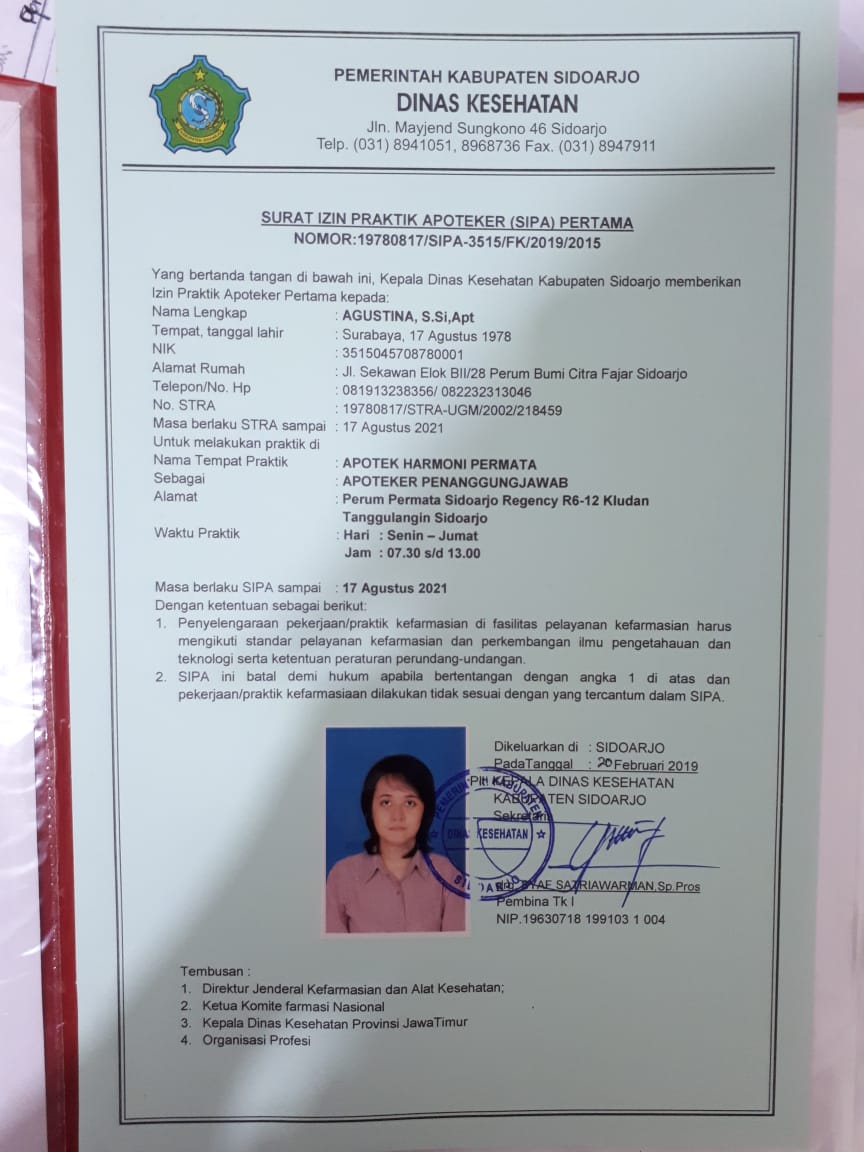 PEMERINTAH KABUPATEN SIDOARJO
DINAS KESEHATAN
Jln. Mayjend Sungkono 46 Sidoarjo
Telp. (031) 8941051, 8968736 Fax. (031) 8947911
SURAT IZIN PRAKTIK APOTEKER (SIPA) PERTAMA
NOMOR:19780817/SIPA-3515/FK/2019/2015
Yang bertanda tangan di bawah ini, Kepala Dinas Kesehatan Kabupaten Sidoarjo memberikan
Izin Praktik Apoteker Pertama kepada:
Nama Lengkap : AGUSTINA, S.Si,Apt
Tempat, tanggal lahir : Surabaya, 17 Agustus 1978
NIK : 3515045708780001
Alamat Rumah : Jl. Sekawan Elok BII/28 Perum Bumi Citra Fajar Sidoarjo
Telepon/No. Hp : 081913238356/ 082232313046
No. STRA : 19780817/STRA-UGM/2002/218459
Masa berlaku STRA sampai : 17 Agustus 2021
Untuk melakukan praktik di
Nama Tempat Praktik : APOTEK HARMONI PERMATA
Sebagai : APOTEKER PENANGGUNGJAWAB
Alamat : Perum Permata Sidoarjo Regency R6-12 Kludan
Tanggulangin Sidoarjo
Waktu Praktik : Hari : Senin – Jumat
Jam : 07.30 s/d 13.00
Masa berlaku SIPA sampai : 17 Agustus 2021
Dengan ketentuan sebagai berikut:
1. Penyelengaraan pekerjaan/praktik kefarmasian di fasilitas pelayanan kefarmasian harus
mengikuti standar pelayanan kefarmasian dan perkembangan ilmu pengetahauan dan
teknologi serta ketentuan peraturan perundang-undangan.
2. SIPA ini batal demi hukum apabila bertentangan dengan angka 1 di atas dan
pekerjaan/praktik kefarmasiaan dilakukan tidak sesuai dengan yang tercantum dalam SIPA.
Dikeluarkan di : SIDOARJO
PadaTanggal : 20 Februari 2019
Plt KEPALA DINAS KESEHATAN
KABUPATEN SIDOARJO
Sekretaris
PEMERINTAH KABUPATEN
DINAS KESEHATAN
SIDOARJO
drg. SYAF SATRIAWARMAN,Sp.Pros
Pembina Tk I
NIP.19630718 199103 1 004
Tembusan :
1. Direktur Jenderal Kefarmasian dan Alat Kesehatan;
2. Ketua Komite farmasi Nasional
3. Kepala Dinas Kesehatan Provinsi JawaTimur
4. Organisasi Profesi